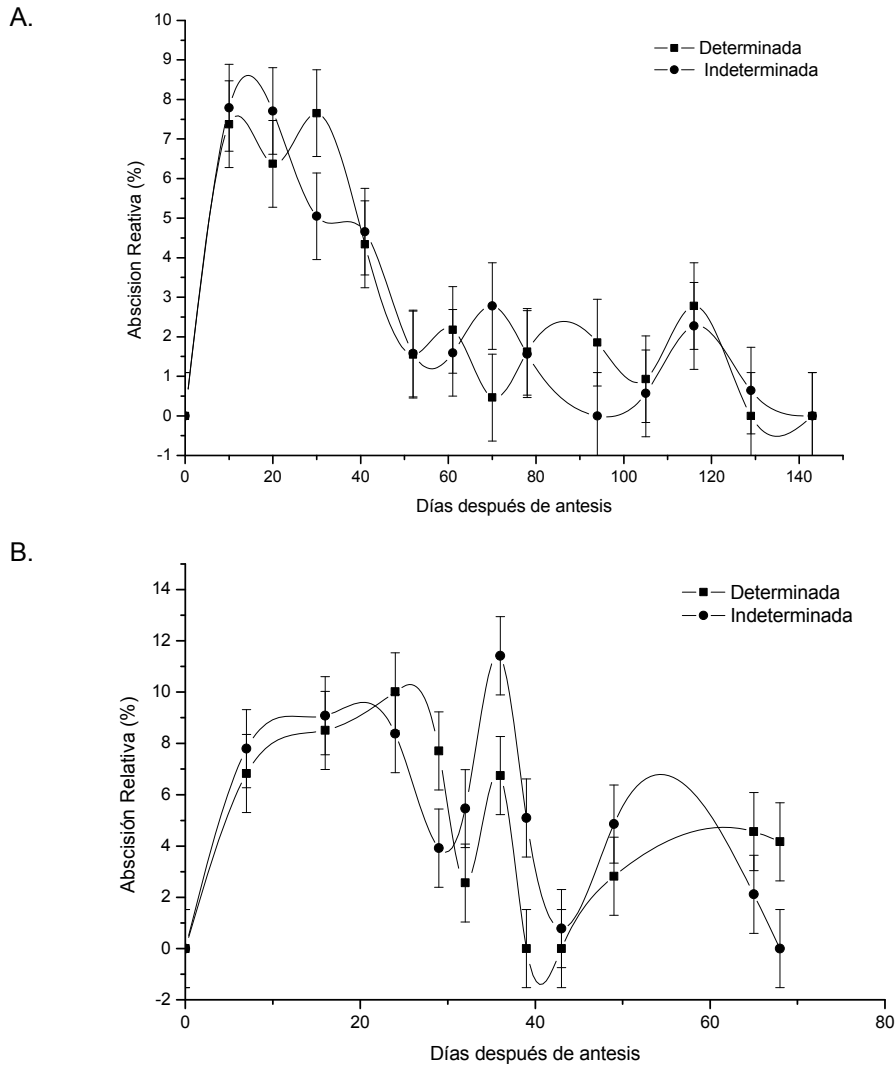 A.
10
9
8
7
6
5
4
3
2
1
0
-1
Abscision Reativa (%)
Determinada
Indeterminada
0 20 40 60 80 100 120 140
Días después de antesis
B.
14
12
10
8
6
4
2
0
-2
Abscisión Relativa (%)
Determinada
Indeterminada
0 20 40 60 80
Días después de antesis